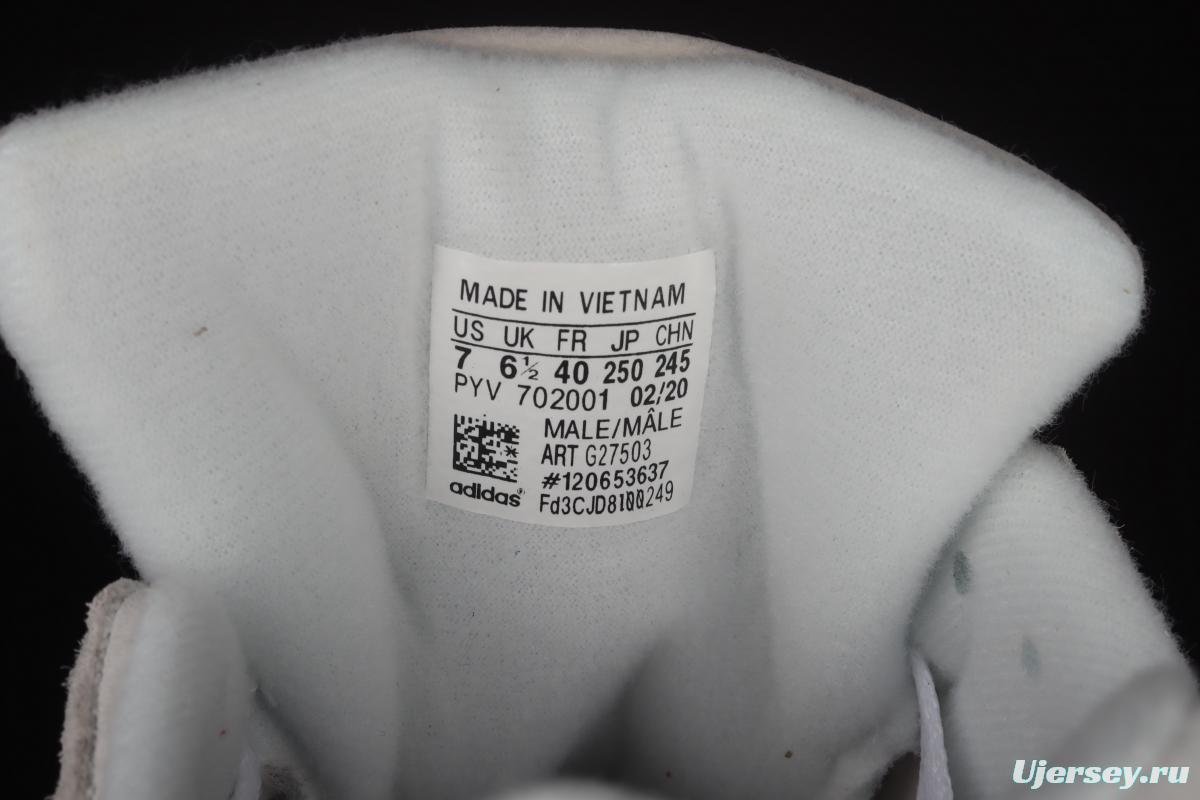 MADE IN VIETNAM
US UK FR JP CHN
7 6½ 40 250 245
PYV 702001 02/20
MALE/MÂLE
ART G27503
#120653637
adidas
Ujersey.ru